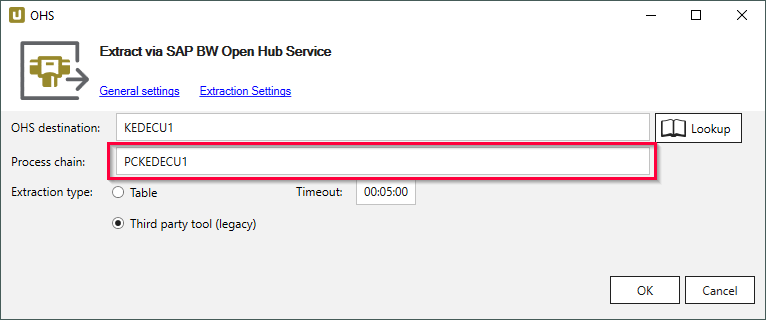 OHS
Extract via SAP BW Open Hub Service
General settings Extraction Settings
OHS destination: KEDECU1 Lookup
Process chain: PCKEDECU1
Extraction type: Table Timeout: 00:05:00
Third party tool (legacy)
OK Cancel